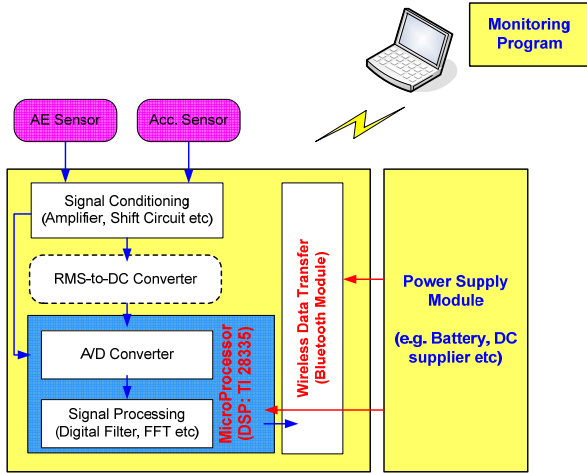 Monitoring
Program
AE Sensor
Acc. Sensor
Signal Conditioning
(Amplifier, Shift Circuit etc)
RMS-to-DC Converter
A/D Converter
Signal Processing
(Digital Filter, FFT etc)
MicroProcessor
(DSP: TI 28335)
Wireless Data Transfer
(Bluetooth Module)
Power Supply
Module
(e.g. Battery, DC
supplier etc)